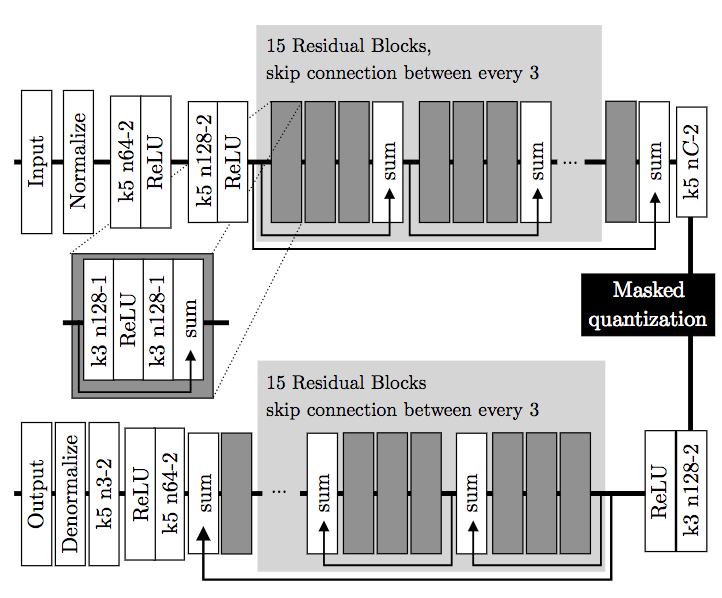 15 Residual Blocks,
skip connection between every 3
Input
Normalize
k5 n64-2
ReLU
k5 n128-2
ReLU
sum
sum
...
sum
k5 nC-2
k3 n128-1
ReLU
k3 n128-1
sum
Masked
quantization
15 Residual Blocks
skip connection between every 3
Output
Denormalize
k5 n3-2
ReLU
k5 n64-2
sum
...
sum
sum
ReLU
k3 n128-2